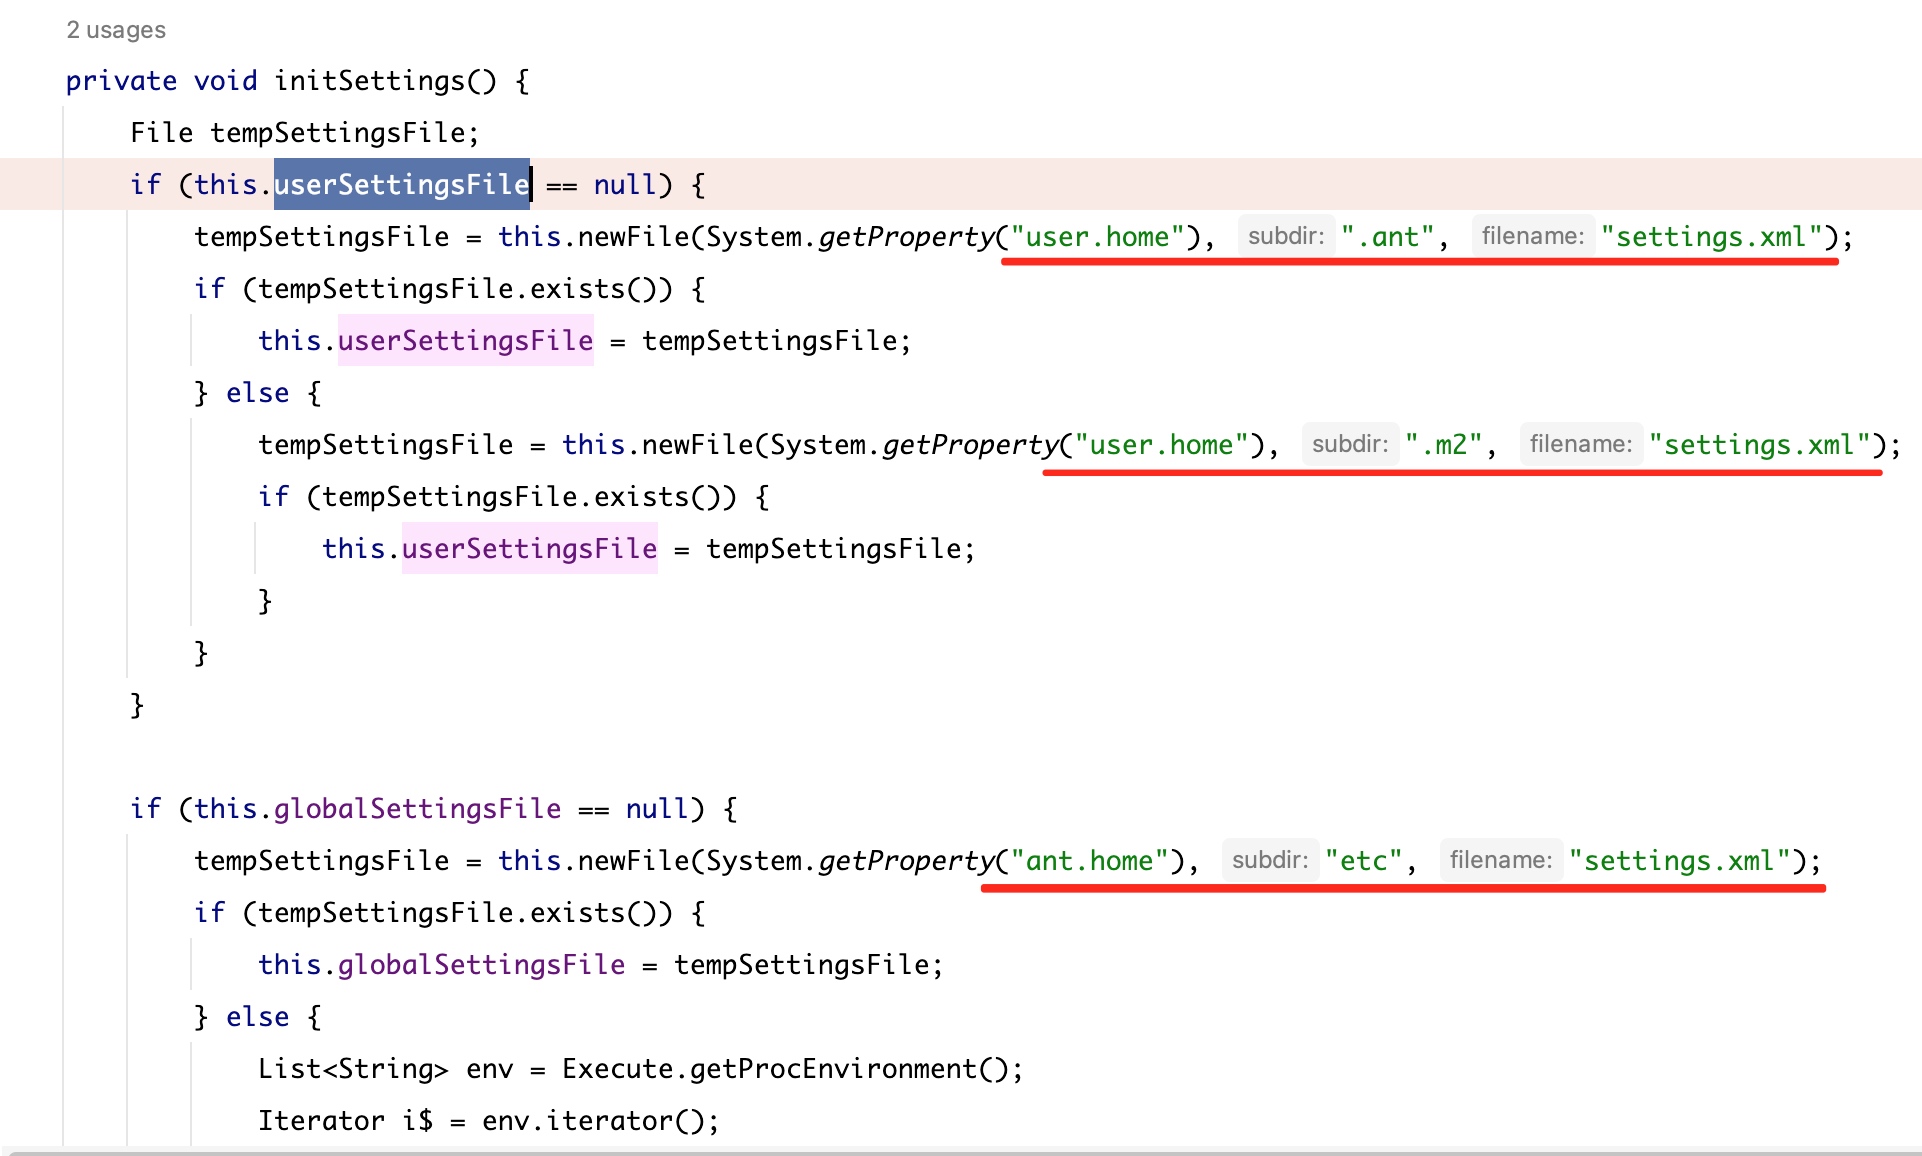 2 usages
private void initSettings() {
File tempSettingsFile;
if (this.userSettingsFile == null) {
tempSettingsFile = this.newFile(System.getProperty("user.home"), subdir: ".ant", filename: "settings.xml");
if (tempSettingsFile.exists()) {
this.userSettingsFile = tempSettingsFile;
} else {
tempSettingsFile = this.newFile(System.getProperty("user.home"), subdir: ".m2", filename: "settings.xml");
if (tempSettingsFile.exists()) {
this.userSettingsFile = tempSettingsFile;
}
}
}
if (this.globalSettingsFile == null) {
tempSettingsFile = this.newFile(System.getProperty("ant.home"), subdir: "etc", filename: "settings.xml");
if (tempSettingsFile.exists()) {
this.globalSettingsFile = tempSettingsFile;
} else {
List<String> env = Execute.getProcEnvironment();
Iterator i$ = env.iterator();